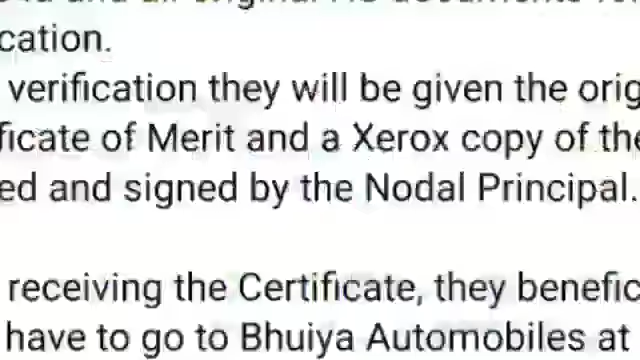 cation.
verification they will be given the orig
ficate of Merit and a Xerox copy of the
ed and signed by the Nodal Principal.
receiving the Certificate, they benefic
have to go to Bhuiya Automobiles at